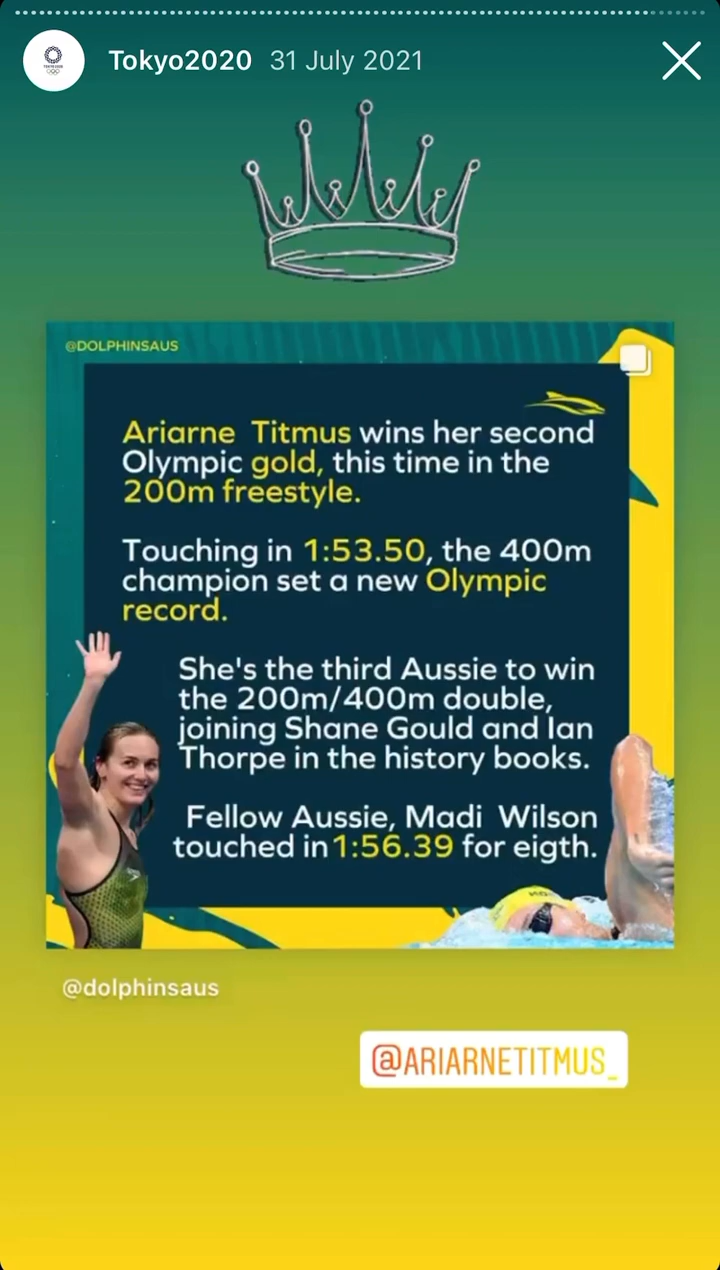 Tokyo2020 31 July 2021
@DOLPHINSAUS
Ariarne Titmus wins her second
Olympic gold, this time in the
200m freestyle.
Touching in 1:53.50, the 400m
champion set a new Olympic
record.
She's the third Aussie to win
the 200m/400m double,
joining Shane Gould and Ian
Thorpe in the history books.
Fellow Aussie, Madi Wilson
touched in 1:56.39 for eigth.
@dolphinsaus
@ARIARNETITMUS_